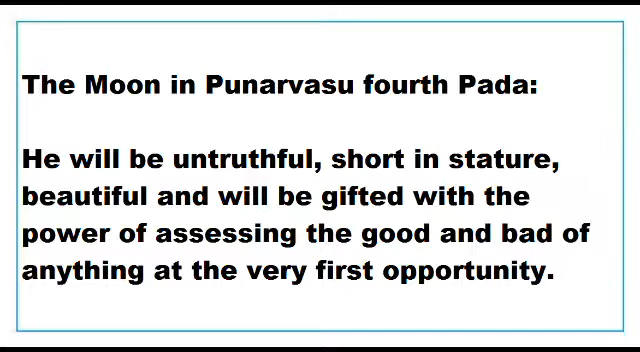 The Moon in Punarvasu fourth Pada:
He will be untruthful, short in stature,
beautiful and will be gifted with the
power of assessing the good and bad of
anything at the very first opportunity.